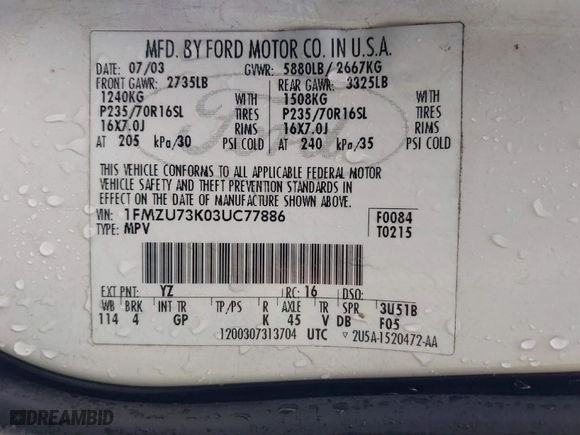 MFD. BY FORD MOTOR CO. IN U.S.A.
DATE: 07/03 GVWR: 5880LB/2667KG
FRONT GAWR: 2735LB REAR GAWR: 3325LB
1240KG 1508KG
P235/70R16SL TIRES P235/70R16SL TIRES
16X7.0J RIMS 16X7.0J RIMS
AT 205 kPa/30 PSI COLD AT 240 kPa/35 PSI COLD
Ford
THIS VEHICLE CONFORMS TO ALL APPLICABLE FEDERAL MOTOR
VEHICLE SAFETY AND THEFT PREVENTION STANDARDS IN
EFFECT ON THE DATE OF MANUFACTURE SHOWN ABOVE.
VIN: 1FMZU73K03UC77886 F0084
TYPE: MPV T0215
EXT PNT: YZ RC: 16 DSO:
WB BRK INT TR TP/PS R AXLE TR SPR 3U51B
114 4 GP K 45 V DB F05
1200307313704 UTC 2U5A-1520472-AA
DREAMBID